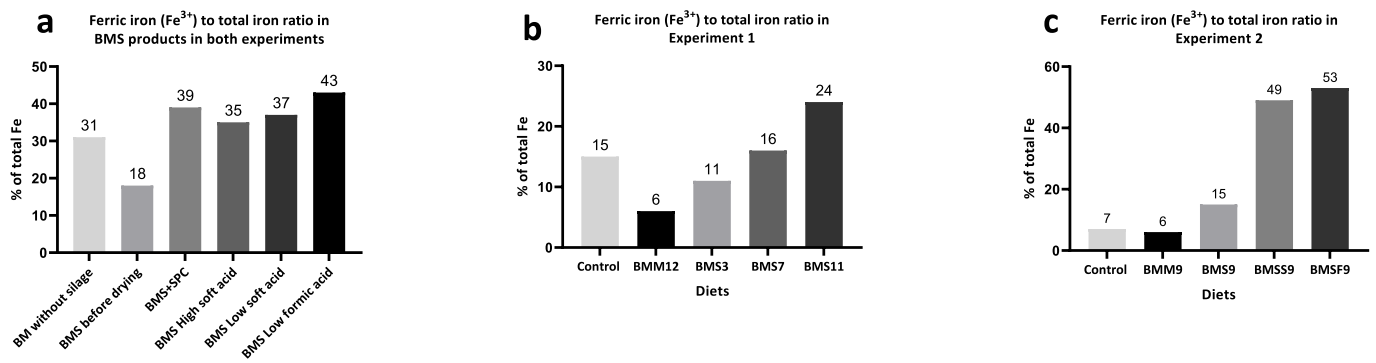 a
Ferric iron (Fe³⁺) to total iron ratio in
BMS products in both experiments
% of total Fe
50
40
30
20
10
0
31
18
39
35
37
43
BM without silage
BMS before drying
BMS+SPC
BMS High soft acid
BMS Low soft acid
BMS Low formic acid
b
Ferric iron (Fe³⁺) to total iron ratio in
Experiment 1
% of total Fe
30
20
10
0
15
6
11
16
24
Control
BMM12
BMS3
BMS7
BMS11
Diets
c
Ferric iron (Fe³⁺) to total iron ratio in
Experiment 2
% of total Fe
60
40
20
0
7
6
15
49
53
Control
BMM9
BMS9
BMSS9
BMSF9
Diets